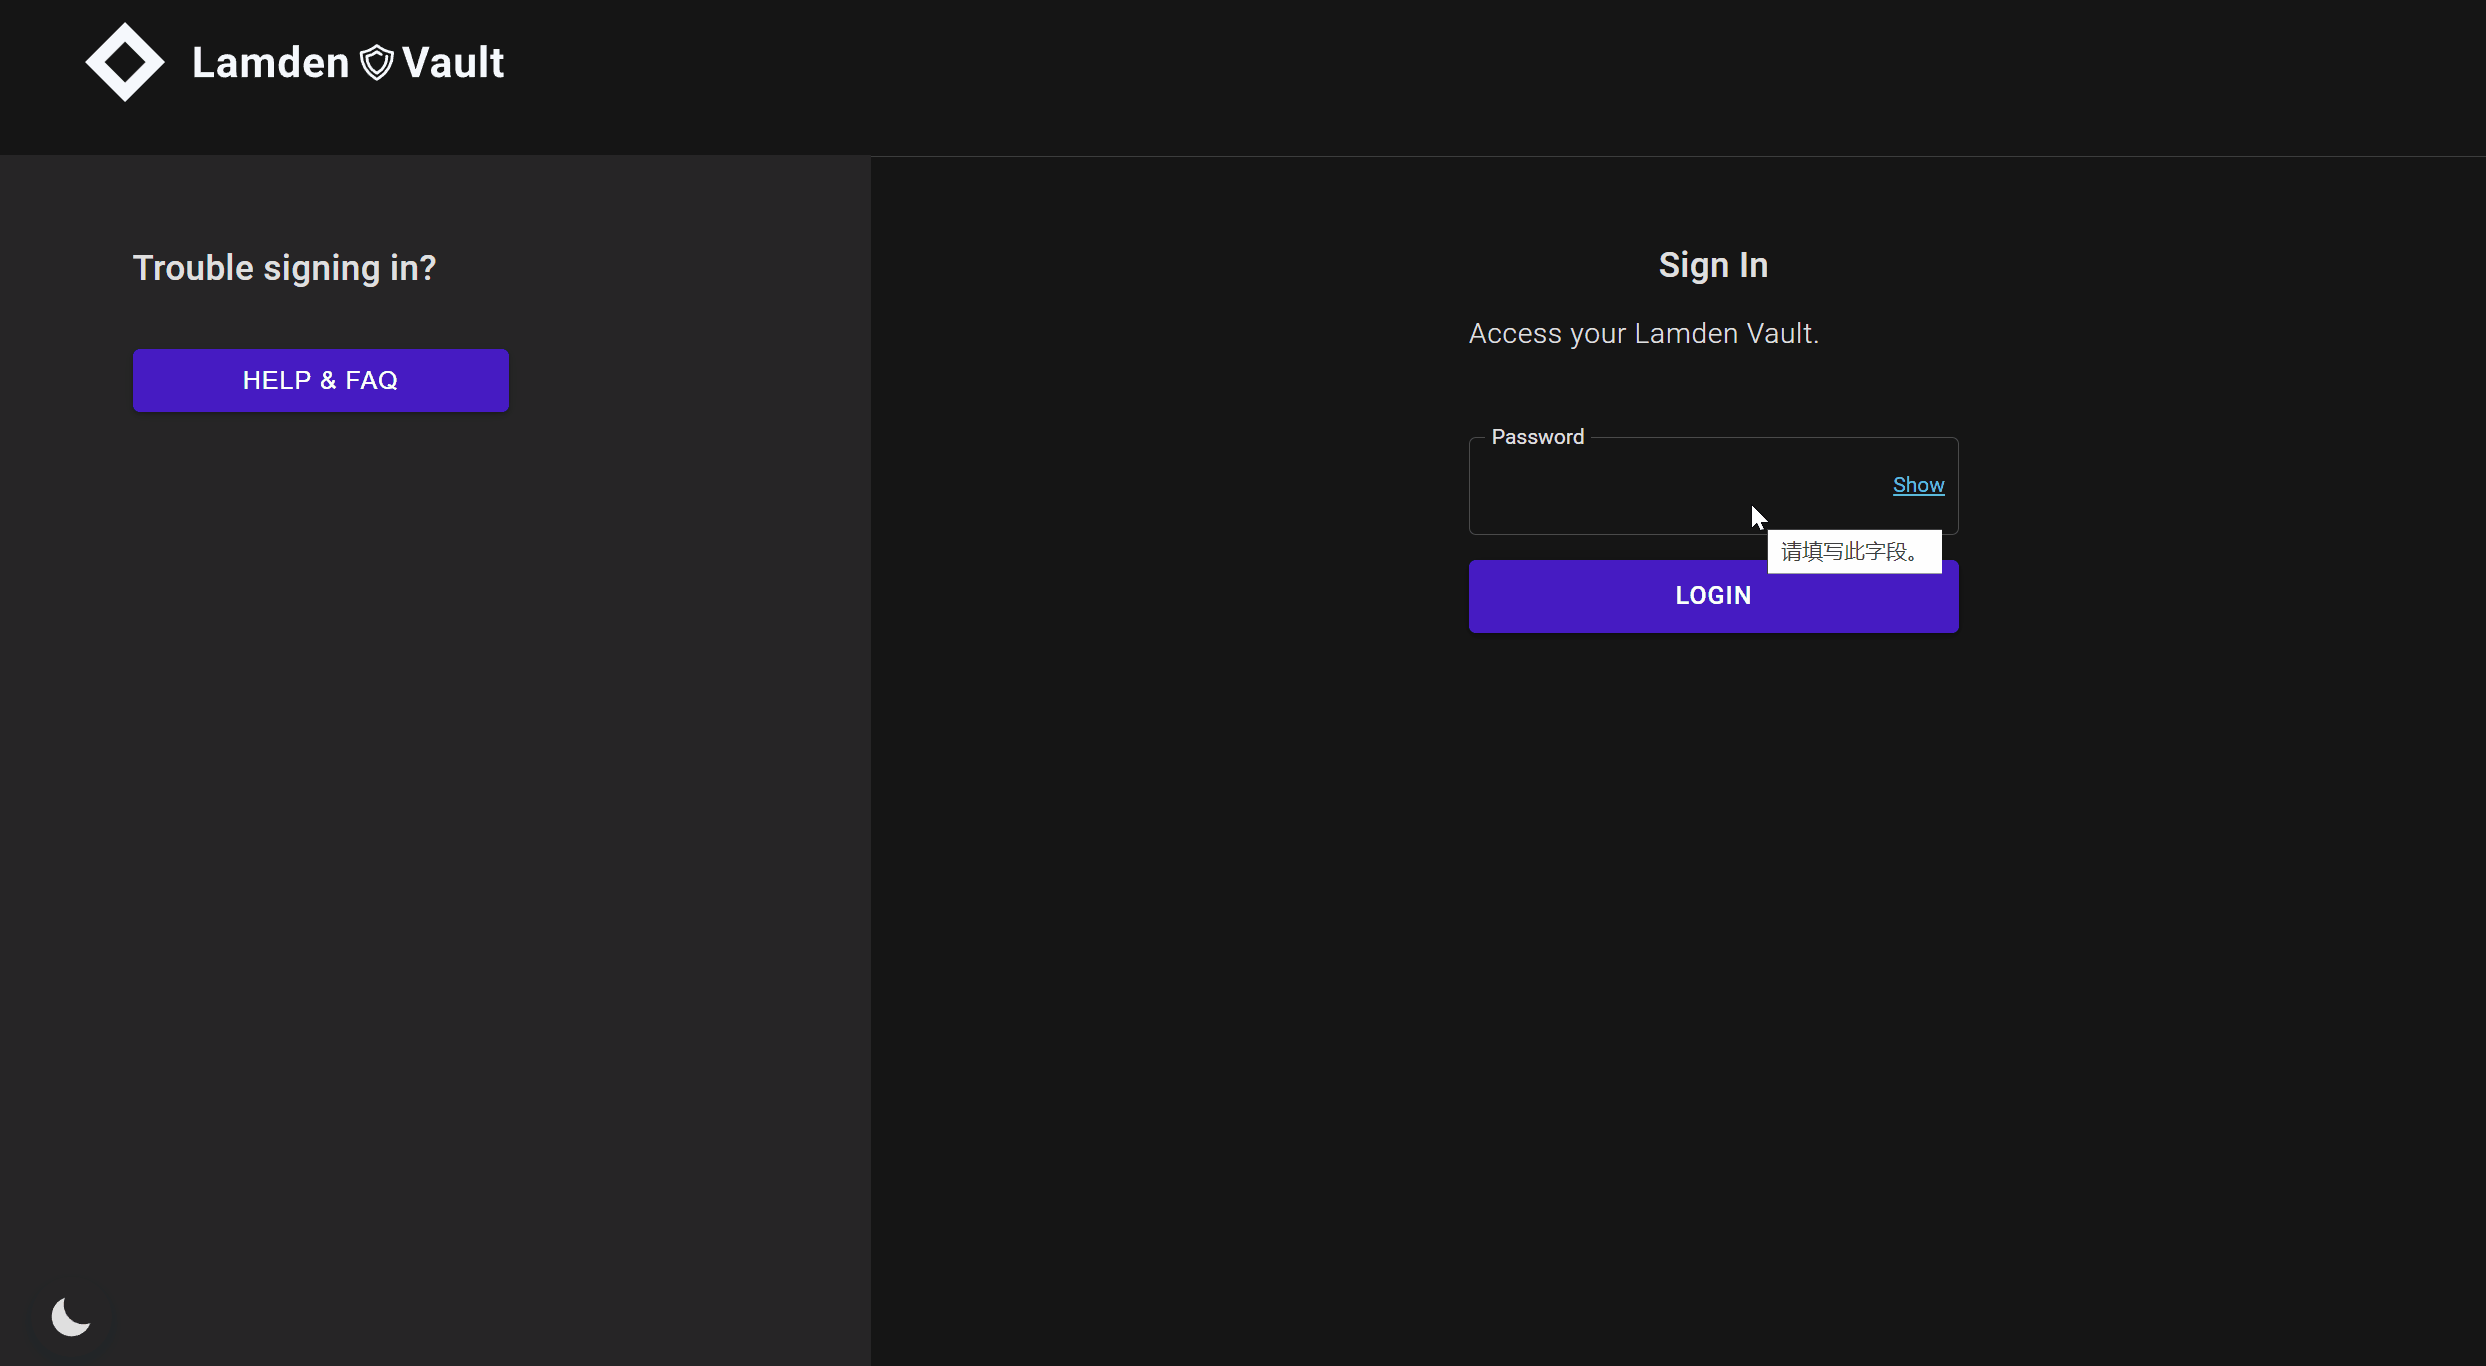 Lamden Vault
Trouble signing in?
HELP & FAQ
Sign In
Access your Lamden Vault.
Password
Show
请填写此字段。
LOGIN